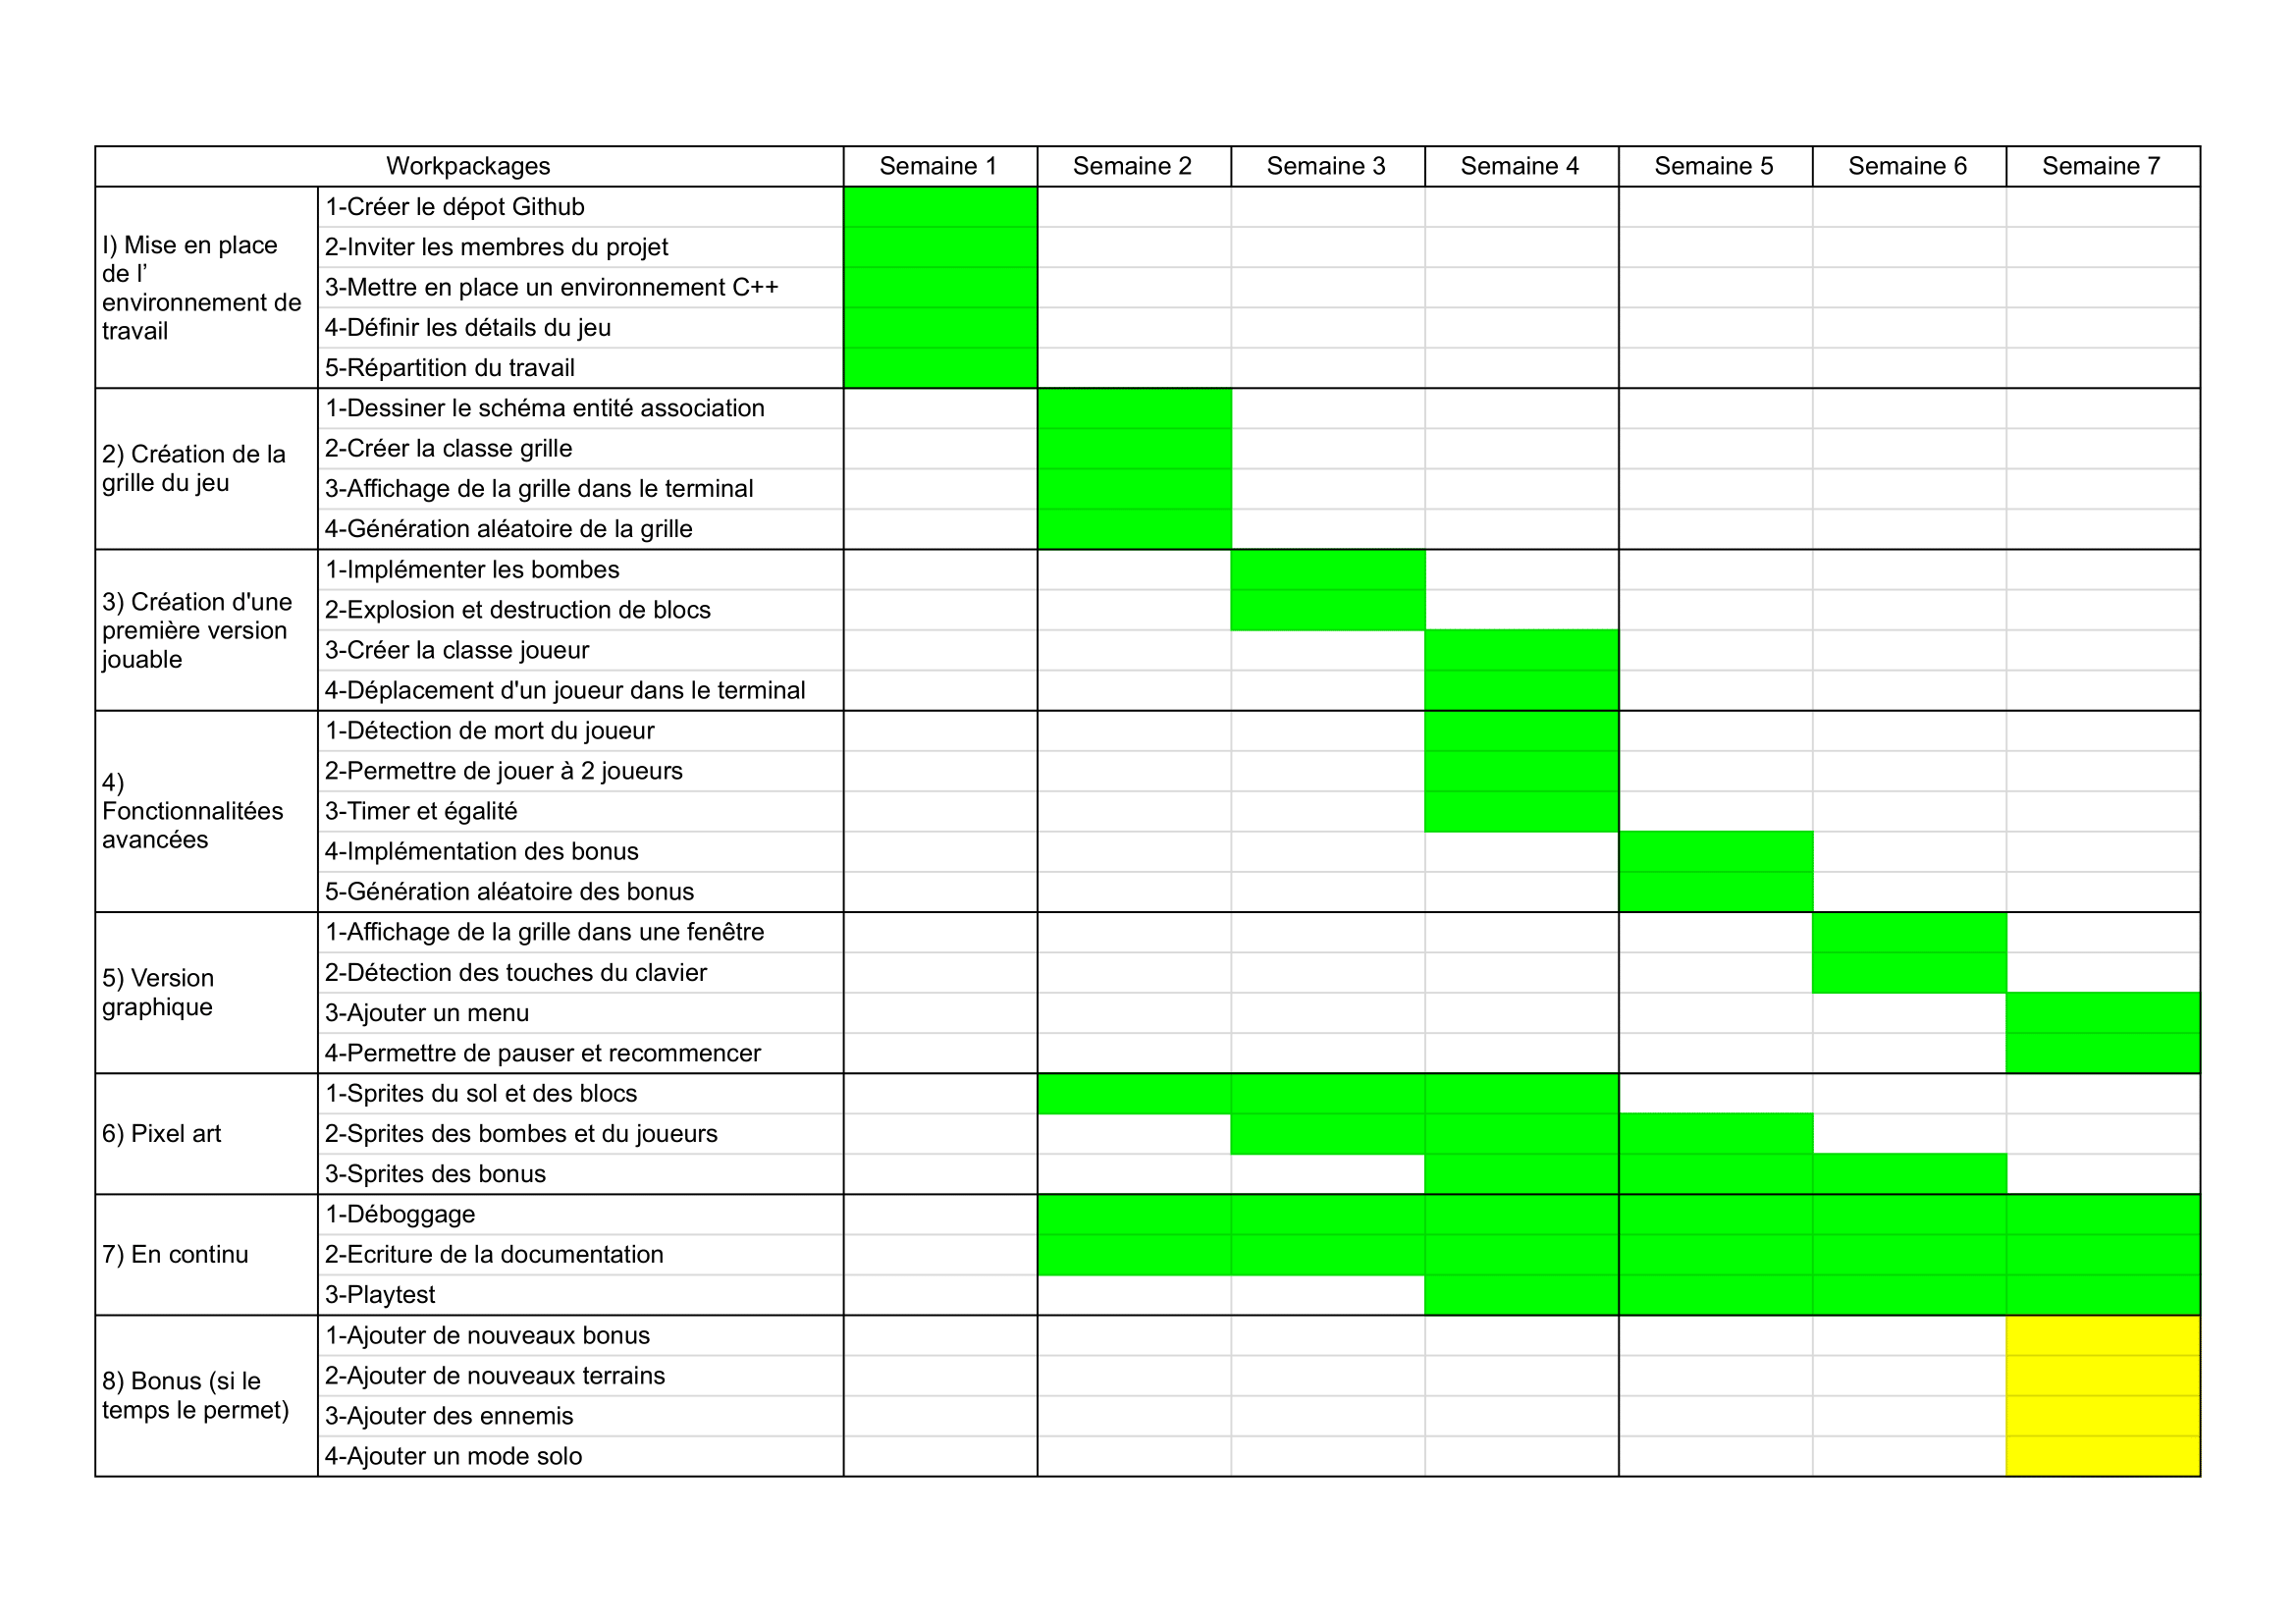 Workpackages Semaine 1 Semaine 2 Semaine 3 Semaine 4 Semaine 5 Semaine 6 Semaine 7
I) Mise en place
de l’
environnement de
travail
1-Créer le dépot Github
2-Inviter les membres du projet
3-Mettre en place un environnement C++
4-Définir les détails du jeu
5-Répartition du travail
2) Création de la
grille du jeu
1-Dessiner le schéma entité association
2-Créer la classe grille
3-Affichage de la grille dans le terminal
4-Génération aléatoire de la grille
3) Création d'une
première version
jouable
1-Implémenter les bombes
2-Explosion et destruction de blocs
3-Créer la classe joueur
4-Déplacement d'un joueur dans le terminal
4)
Fonctionnalitées
avancées
1-Détection de mort du joueur
2-Permettre de jouer à 2 joueurs
3-Timer et égalité
4-Implémentation des bonus
5-Génération aléatoire des bonus
5) Version
graphique
1-Affichage de la grille dans une fenêtre
2-Détection des touches du clavier
3-Ajouter un menu
4-Permettre de pauser et recommencer
6) Pixel art
1-Sprites du sol et des blocs
2-Sprites des bombes et du joueurs
3-Sprites des bonus
7) En continu
1-Déboggage
2-Ecriture de la documentation
3-Playtest
8) Bonus (si le
temps le permet)
1-Ajouter de nouveaux bonus
2-Ajouter de nouveaux terrains
3-Ajouter des ennemis
4-Ajouter un mode solo